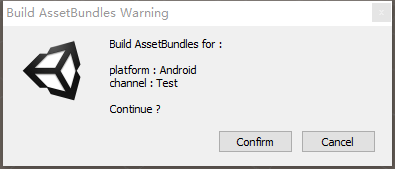 Build AssetBundles Warning
Build AssetBundles for :
platform : Android
channel : Test
Continue ?
Confirm
Cancel